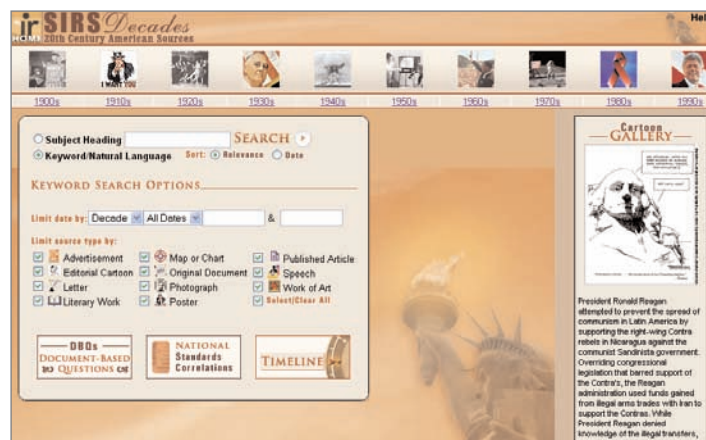 jr SIRS Decades
HOME 20th Century American Sources
Hel
I WANT YOU
1900s 1910s 1920s 1930s 1940s 1950s 1960s 1970s 1980s 1990s
Subject Heading SEARCH
Keyword/Natural Language Sort: Relevance Date
KEYWORD SEARCH OPTIONS
Limit date by: Decade All Dates &
Limit source type by:
Advertisement Map or Chart Published Article
Editorial Cartoon Original Document Speech
Letter Photograph Work of Art
Literary Work Poster Select/Clear All
DBQs
DOCUMENT-BASED
QUESTIONS
NATIONAL
Standards
Correlations
TIMELINE
Cartoon
GALLERY
President Ronald Reagan
attempted to prevent the spread of
communism in Latin America by
supporting the right-wing Contra
rebels in Nicaragua against the
communist Sandinista government.
Overriding congressional
legislation that barred support of
the Contra's, the Reagan
administration used funds gained
from illegal arms trades with Iran to
support the Contras. While
President Reagan denied
knowledge of the illegal transfers,